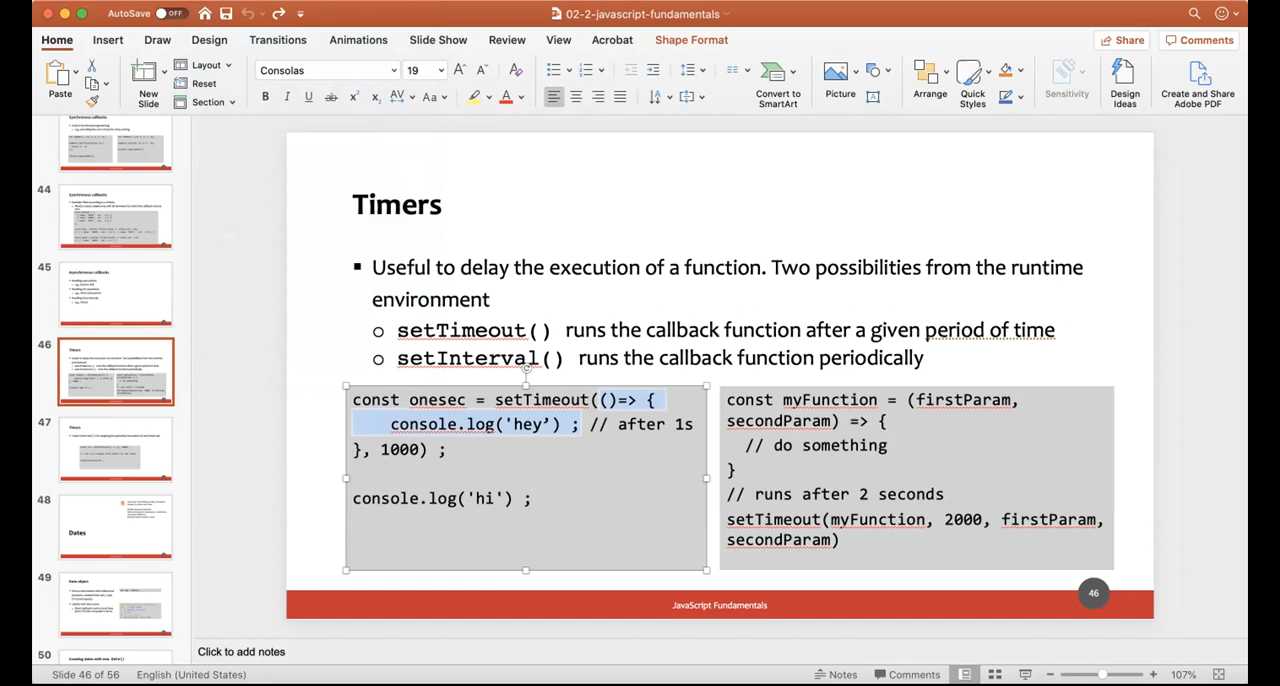 AutoSave OFF 02-2-javascript-fundamentals
Home Insert Draw Design Transitions Animations Slide Show Review View Acrobat Shape Format Share Comments
Paste New Slide Layout Reset Section Consolas 19 Convert to SmartArt Picture Arrange Quick Styles Sensitivity Design Ideas Create and Share Adobe PDF
44
45
46
47
48
Dates
49
50
Timers
▪ Useful to delay the execution of a function. Two possibilities from the runtime
environment
o setTimeout() runs the callback function after a given period of time
o setInterval() runs the callback function periodically
const onesec = setTimeout(()=> {
console.log('hey’) ; // after 1s
}, 1000) ;
console.log('hi') ;
const myFunction = (firstParam,
secondParam) => {
// do something
}
// runs after 2 seconds
setTimeout(myFunction, 2000, firstParam,
secondParam)
JavaScript Fundamentals
46
Click to add notes
Slide 46 of 56 English (United States) Notes Comments 107%